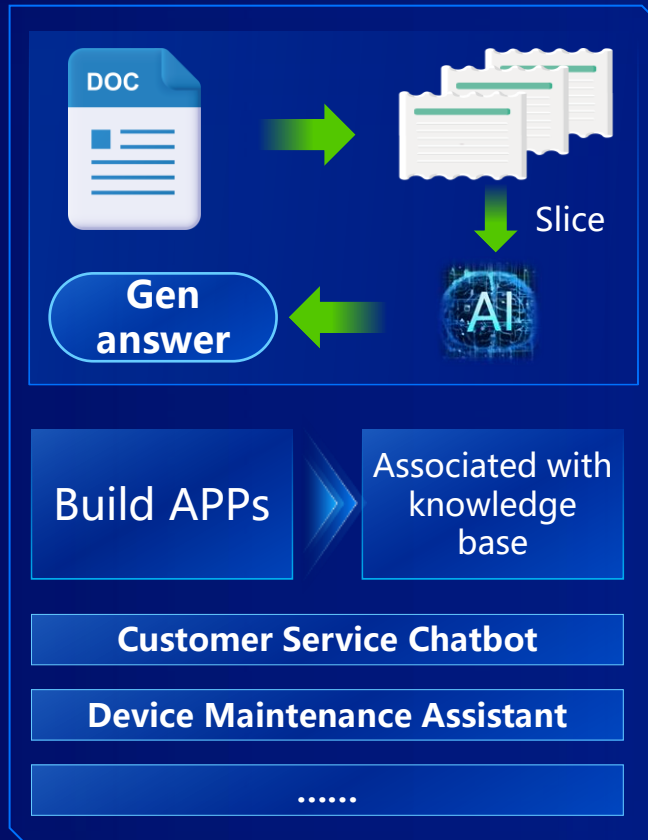 DOC
Slice
AI
Gen
answer
Build APPs
Associated with
knowledge
base
Customer Service Chatbot
Device Maintenance Assistant
......